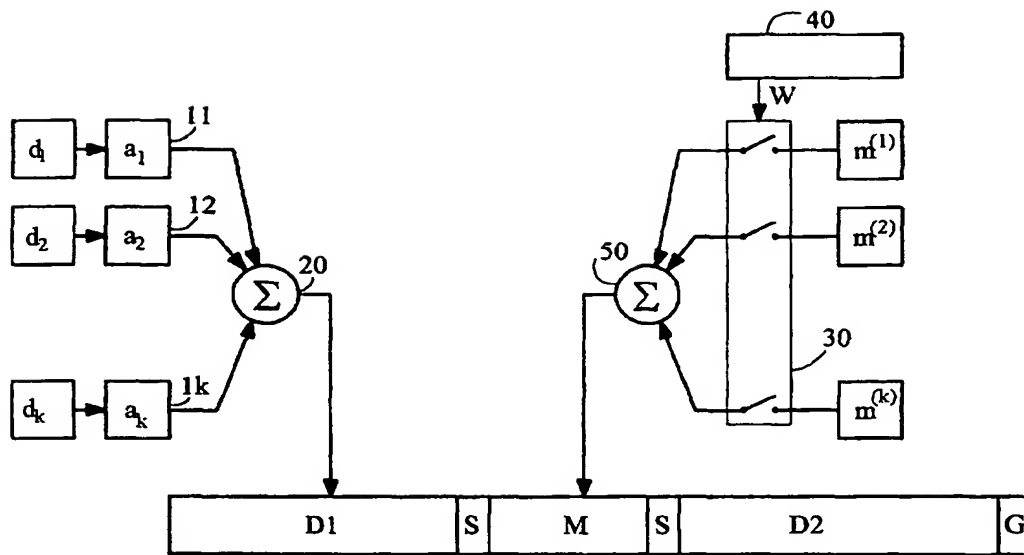 40
W
d₁ a₁ 11
m⁽¹⁾
d₂ a₂ 12
m⁽²⁾
Σ 20
50 Σ
30
dₖ aₖ 1k
m⁽ᵏ⁾
D1 S M S D2 G